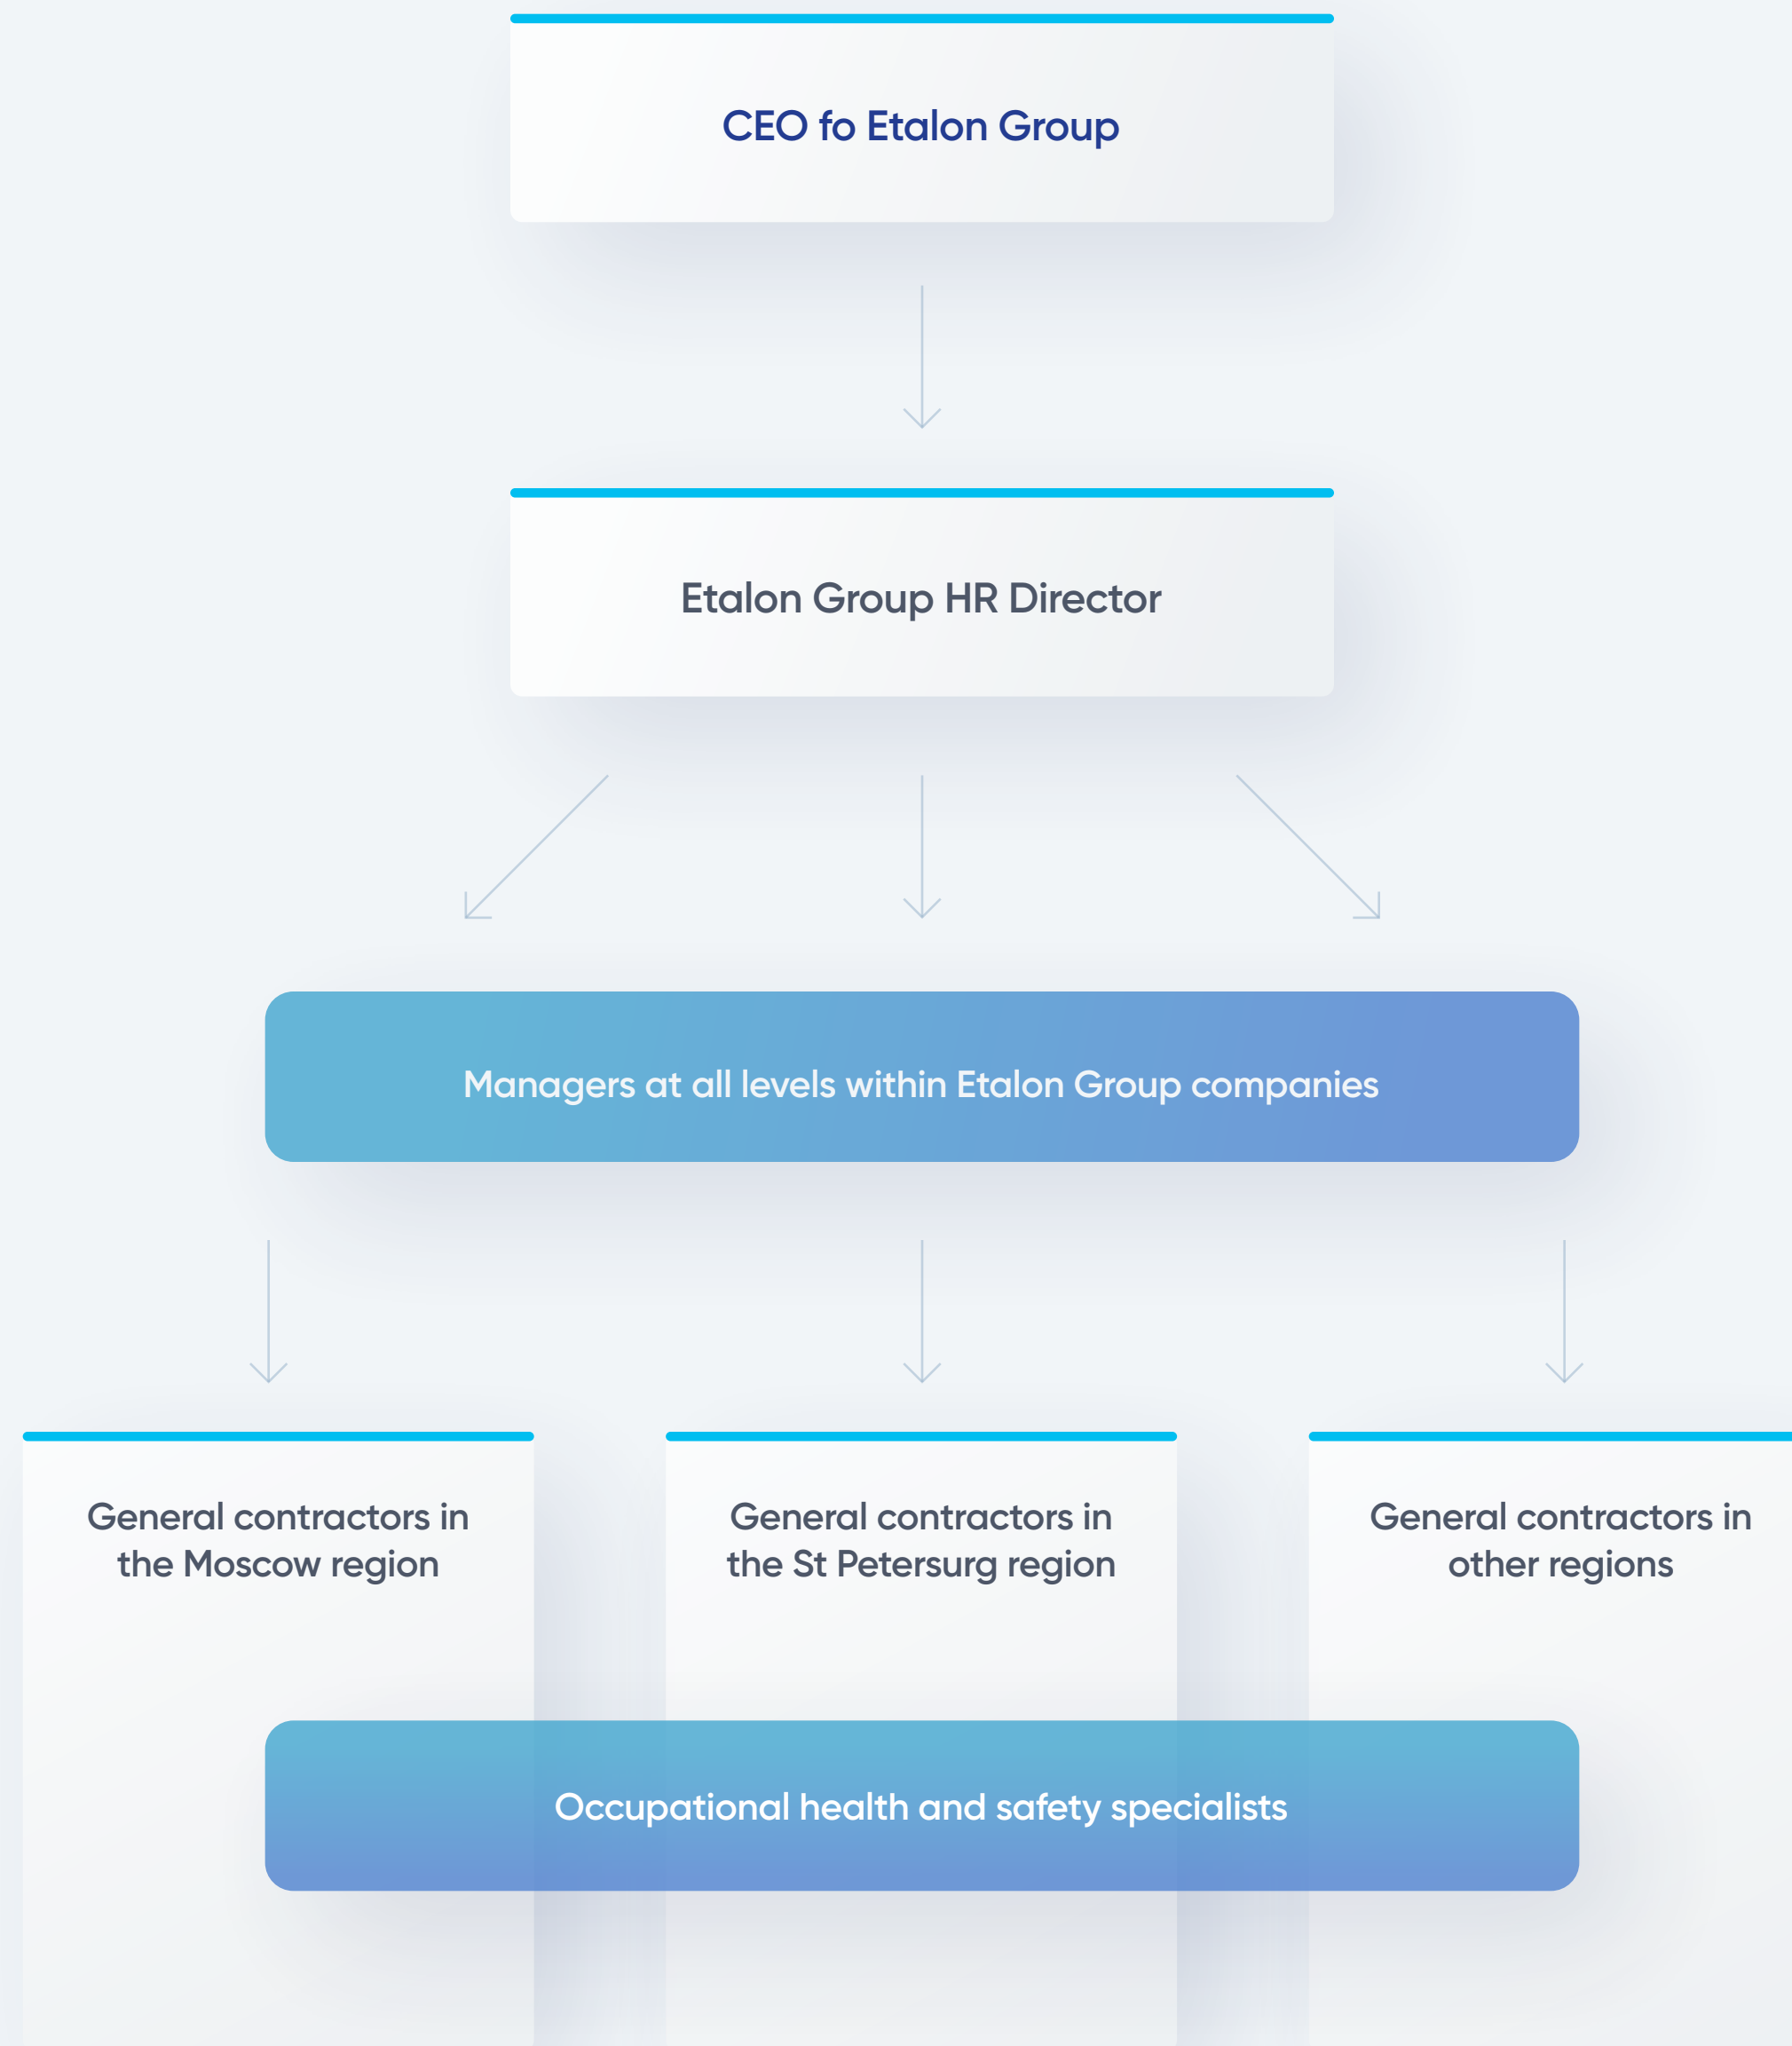 CEO fo Etalon Group
Etalon Group HR Director
Managers at all levels within Etalon Group companies
General contractors in
the Moscow region
General contractors in
the St Petersurg region
General contractors in
other regions
Occupational health and safety specialists